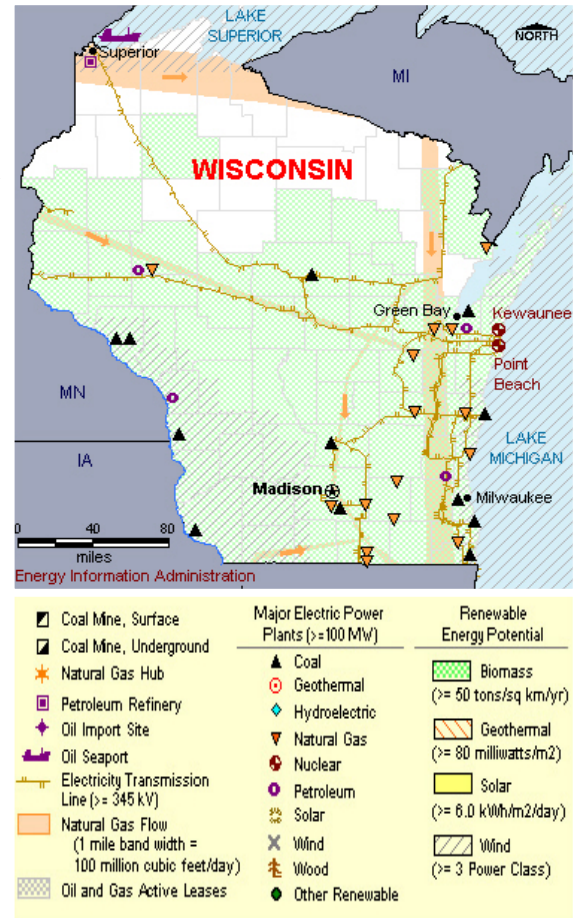 LAKE
SUPERIOR
Superior
NORTH
MI
WISCONSIN
Green Bay
Kewaunee
Point
Beach
MN
LAKE
MICHIGAN
IA
Madison
Milwaukee
0 40 80
miles
Energy Information Administration
Coal Mine, Surface
Coal Mine, Underground
Natural Gas Hub
Petroleum Refinery
Oil Import Site
Oil Seaport
Electricity Transmission
Line (>= 345 kV)
Natural Gas Flow
(1 mile band width =
100 million cubic feet/day)
Oil and Gas Active Leases
Major Electric Power
Plants (>=100 MW)
Coal
Geothermal
Hydroelectric
Natural Gas
Nuclear
Petroleum
Solar
Wind
Wood
Other Renewable
Renewable
Energy Potential
Biomass
(>= 50 tons/sq km/yr)
Geothermal
(>= 80 milliwatts/m2)
Solar
(>= 6.0 kWh/m2/day)
Wind
(>= 3 Power Class)